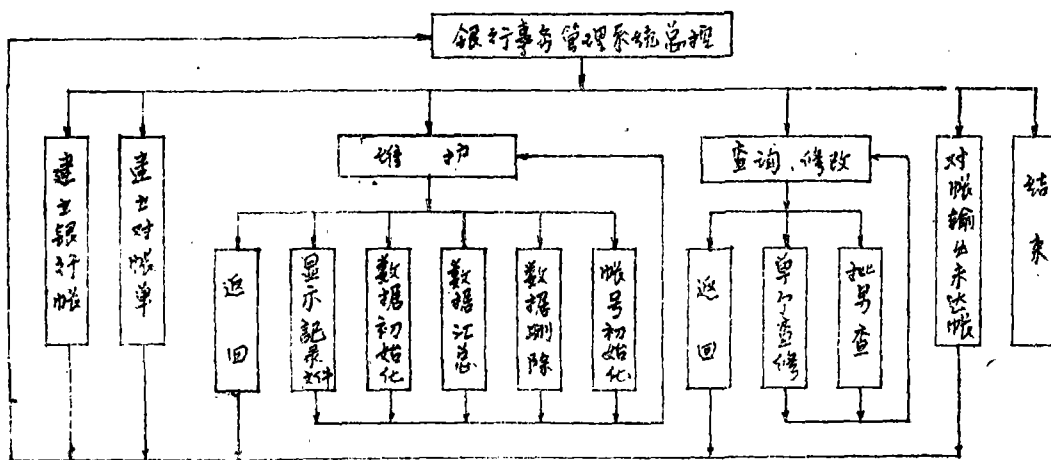 银行事务管理系统总控
建立银行帐
建立对帐单
维护
查询、修改
对帐输出未达帐
结束
返回
显示記录文件
数据初始化
数据汇总
数据删除
帐号初始化
返回
单个查修
批另查